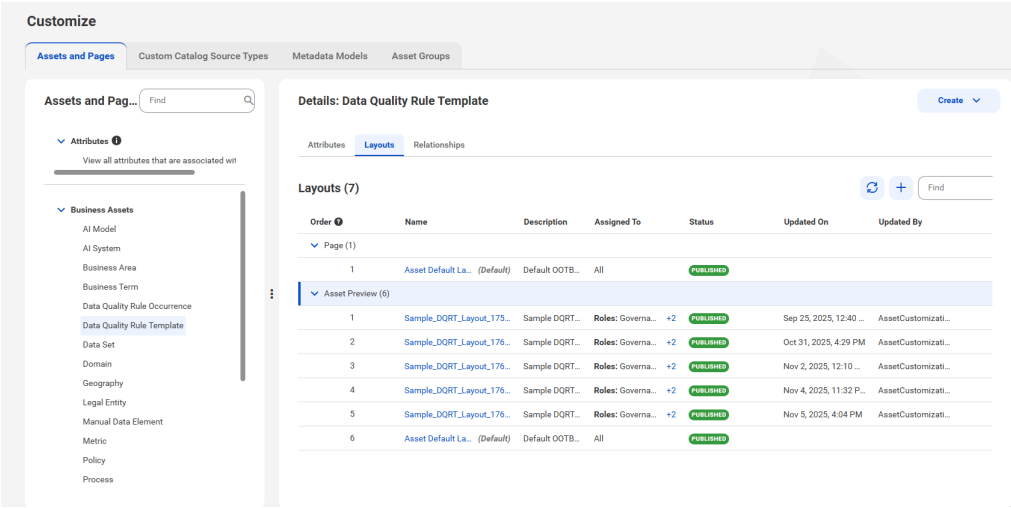 Customize
Assets and Pages Custom Catalog Source Types Metadata Models Asset Groups
Assets and Pag... Find
Attributes
View all attributes that are associated wit
Business Assets
AI Model
AI System
Business Area
Business Term
Data Quality Rule Occurrence
Data Quality Rule Template
Data Set
Domain
Geography
Legal Entity
Manual Data Element
Metric
Policy
Process
Details: Data Quality Rule Template Create
Attributes Layouts Relationships
Layouts (7) Find
Order Name Description Assigned To Status Updated On Updated By
Page (1)
1 Asset Default La... (Default) Default OOTB... All PUBLISHED
Asset Preview (6)
1 Sample_DQRT_Layout_175... Sample DQRT... Roles: Governa... +2 PUBLISHED Sep 25, 2025, 12:40 ... AssetCustomizati...
2 Sample_DQRT_Layout_176... Sample DQRT... Roles: Governa... +2 PUBLISHED Oct 31, 2025, 4:29 PM AssetCustomizati...
3 Sample_DQRT_Layout_176... Sample DQRT... Roles: Governa... +2 PUBLISHED Nov 2, 2025, 12:10 ... AssetCustomizati...
4 Sample_DQRT_Layout_176... Sample DQRT... Roles: Governa... +2 PUBLISHED Nov 4, 2025, 11:32 P... AssetCustomizati...
5 Sample_DQRT_Layout_176... Sample DQRT... Roles: Governa... +2 PUBLISHED Nov 5, 2025, 4:04 PM AssetCustomizati...
6 Asset Default La... (Default) Default OOTB... All PUBLISHED